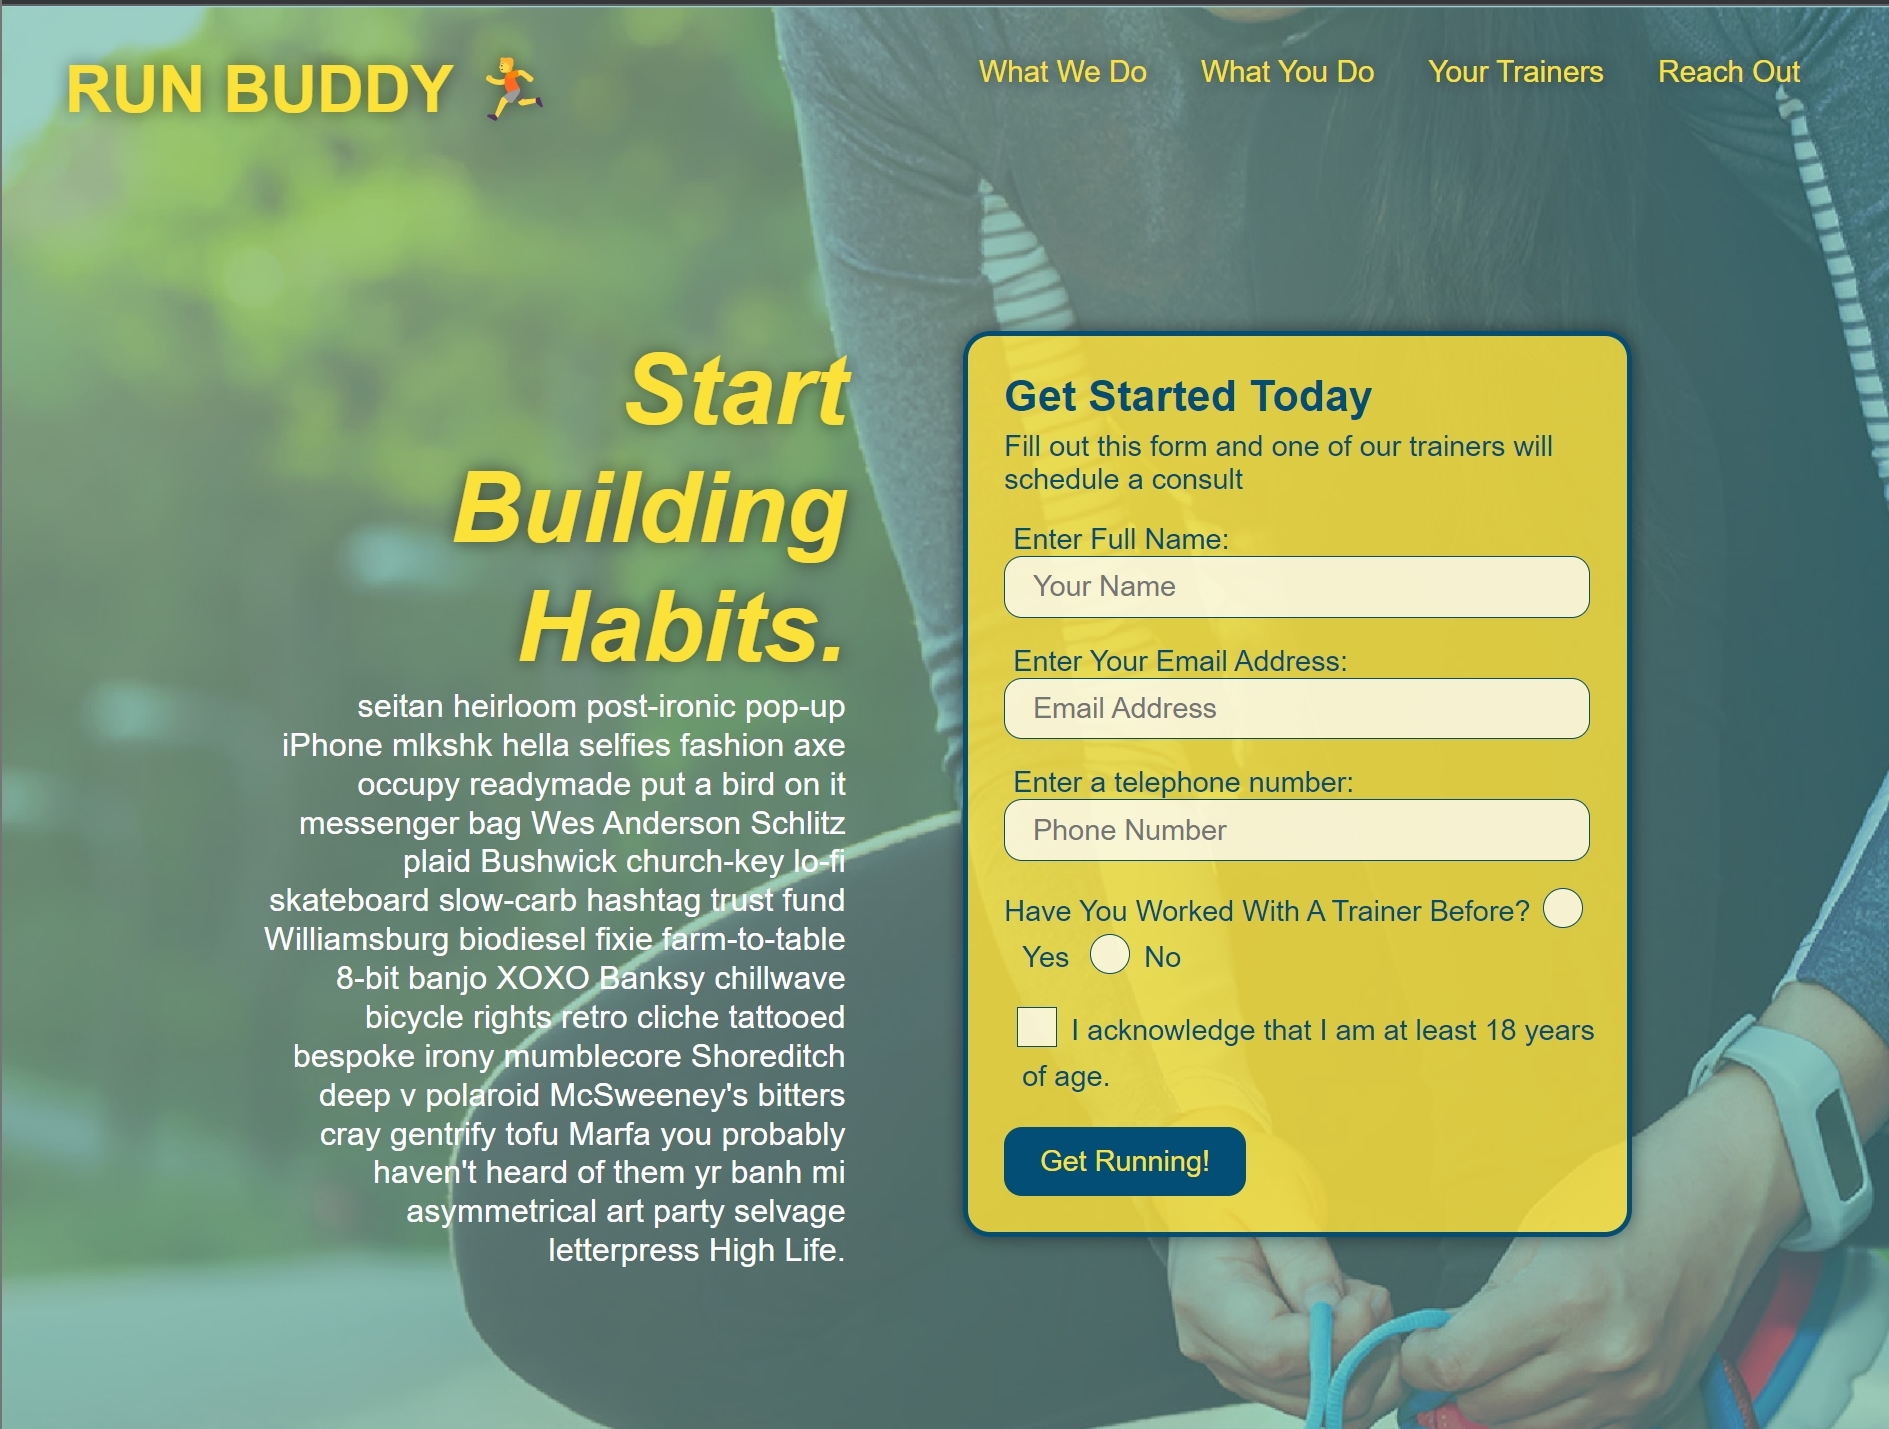 RUN BUDDY 🏃
What We Do What You Do Your Trainers Reach Out
Start
Building
Habits.
seitan heirloom post-ironic pop-up
iPhone mlkshk hella selfies fashion axe
occupy readymade put a bird on it
messenger bag Wes Anderson Schlitz
plaid Bushwick church-key lo-fi
skateboard slow-carb hashtag trust fund
Williamsburg biodiesel fixie farm-to-table
8-bit banjo XOXO Banksy chillwave
bicycle rights retro cliche tattooed
bespoke irony mumblecore Shoreditch
deep v polaroid McSweeney's bitters
cray gentrify tofu Marfa you probably
haven't heard of them yr banh mi
asymmetrical art party selvage
letterpress High Life.
Get Started Today
Fill out this form and one of our trainers will
schedule a consult
Enter Full Name:
Your Name
Enter Your Email Address:
Email Address
Enter a telephone number:
Phone Number
Have You Worked With A Trainer Before?
Yes No
I acknowledge that I am at least 18 years
of age.
Get Running!